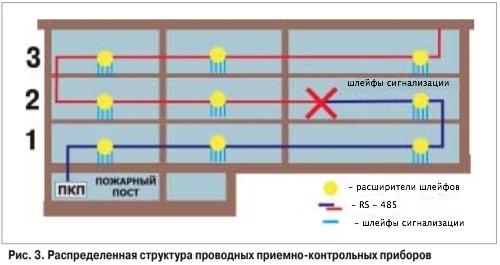 3
шлейфы сигнализации
2
1
ПКП
ПОЖАРНЫЙ
ПОСТ
- расширители шлейфов
- RS - 485
- шлейфы сигнализации
Рис. 3. Распределенная структура проводных приемно-контрольных приборов